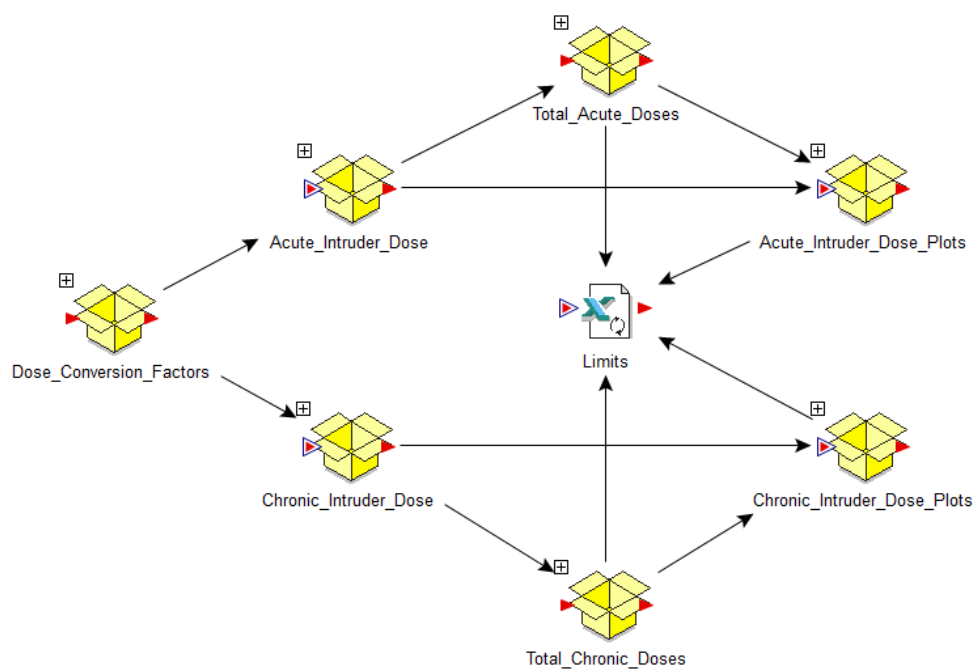 Total_Acute_Doses
Acute_Intruder_Dose
Acute_Intruder_Dose_Plots
Dose_Conversion_Factors
Limits
Chronic_Intruder_Dose
Chronic_Intruder_Dose_Plots
Total_Chronic_Doses